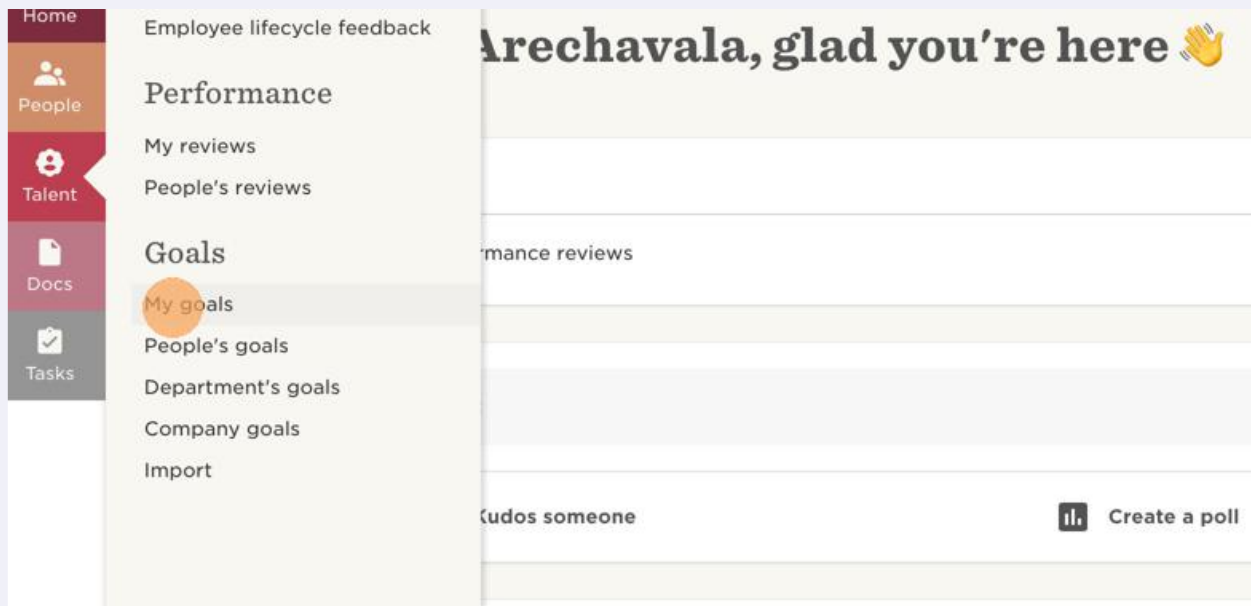 Home
People
Talent
Docs
Tasks
Employee lifecycle feedback
Performance
My reviews
People's reviews
Goals
My goals
People's goals
Department's goals
Company goals
Import
Arechavala, glad you're here 👋
mance reviews
Kudos someone
Create a poll